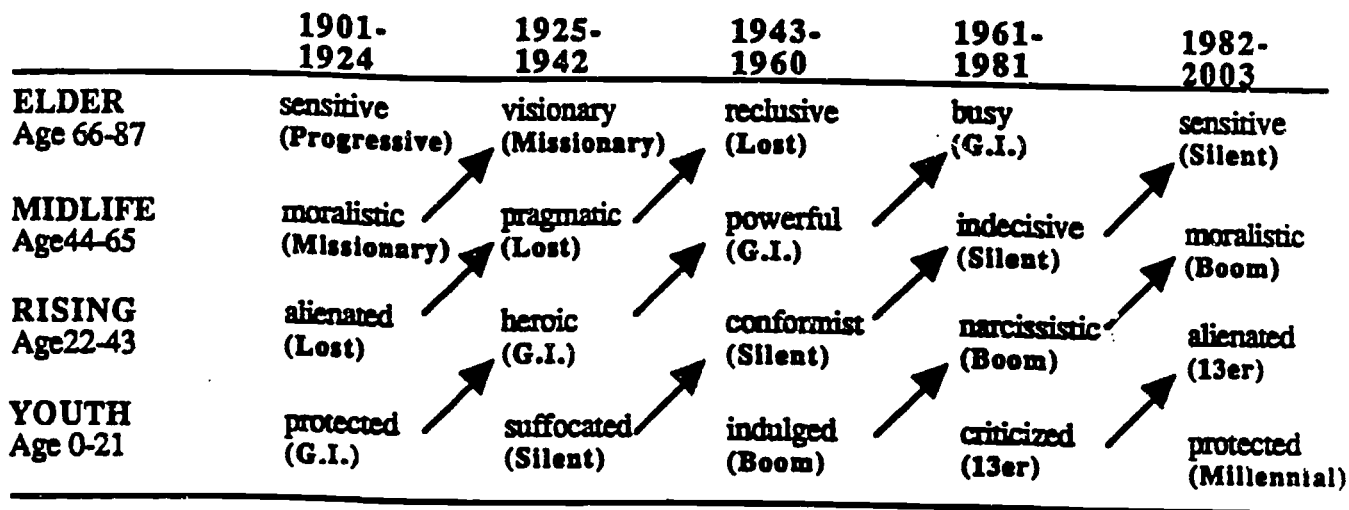 1901- 1925- 1943- 1961- 1982-
1924 1942 1960 1981 2003
ELDER sensitive visionary reclusive busy sensitive
Age 66-87 (Progressive) (Missionary) (Lost) (G.I.) (Silent)
MIDLIFE moralistic pragmatic powerful indecisive moralistic
Age44-65 (Missionary) (Lost) (G.I.) (Silent) (Boom)
RISING alienated heroic conformist narcissistic alienated
Age22-43 (Lost) (G.I.) (Silent) (Boom) (13er)
YOUTH protected suffocated indulged criticized protected
Age 0-21 (G.I.) (Silent) (Boom) (13er) (Millennial)